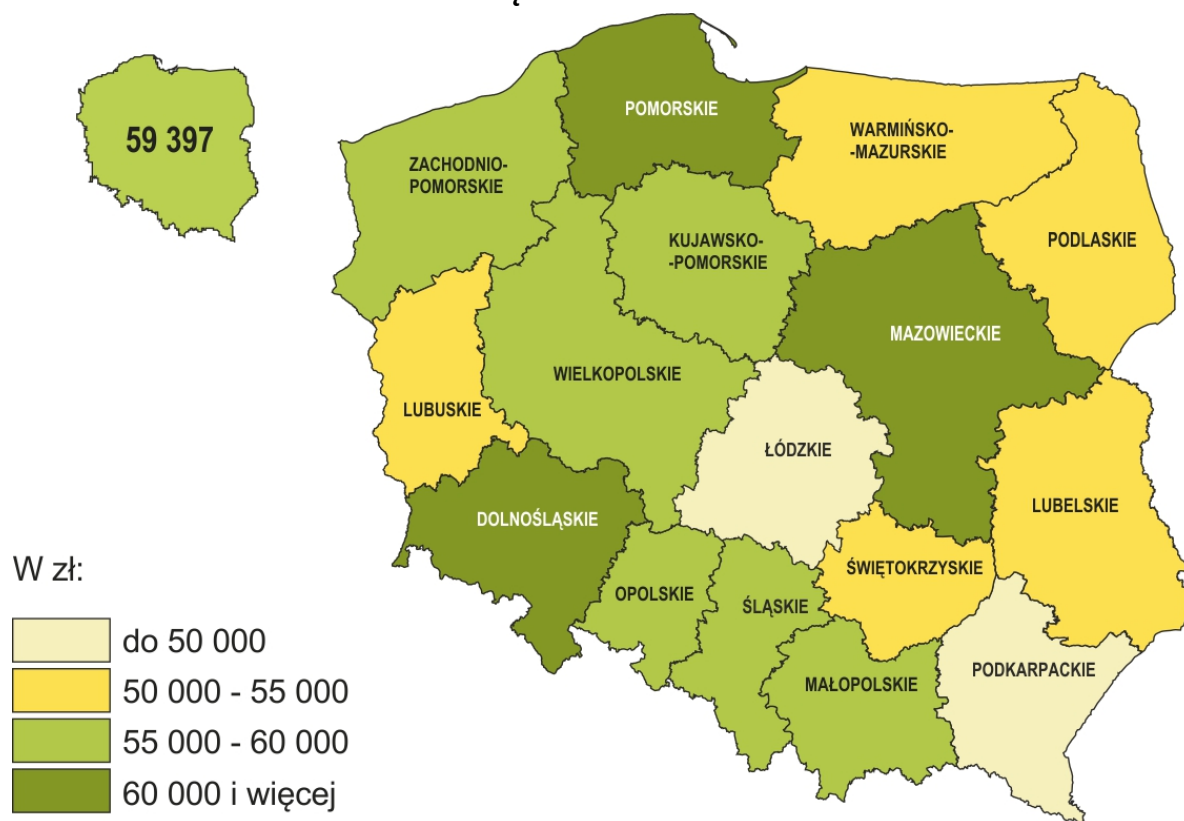 59 397
POMORSKIE
WARMIŃSKO-
-MAZURSKIE
ZACHODNIO-
POMORSKIE
KUJAWSKO-
-POMORSKIE
PODLASKIE
MAZOWIECKIE
WIELKOPOLSKIE
LUBUSKIE
ŁÓDZKIE
LUBELSKIE
DOLNOŚLĄSKIE
ŚWIĘTOKRZYSKIE
OPOLSKIE
ŚLĄSKIE
PODKARPACKIE
MAŁOPOLSKIE
W zł:
do 50 000
50 000 - 55 000
55 000 - 60 000
60 000 i więcej